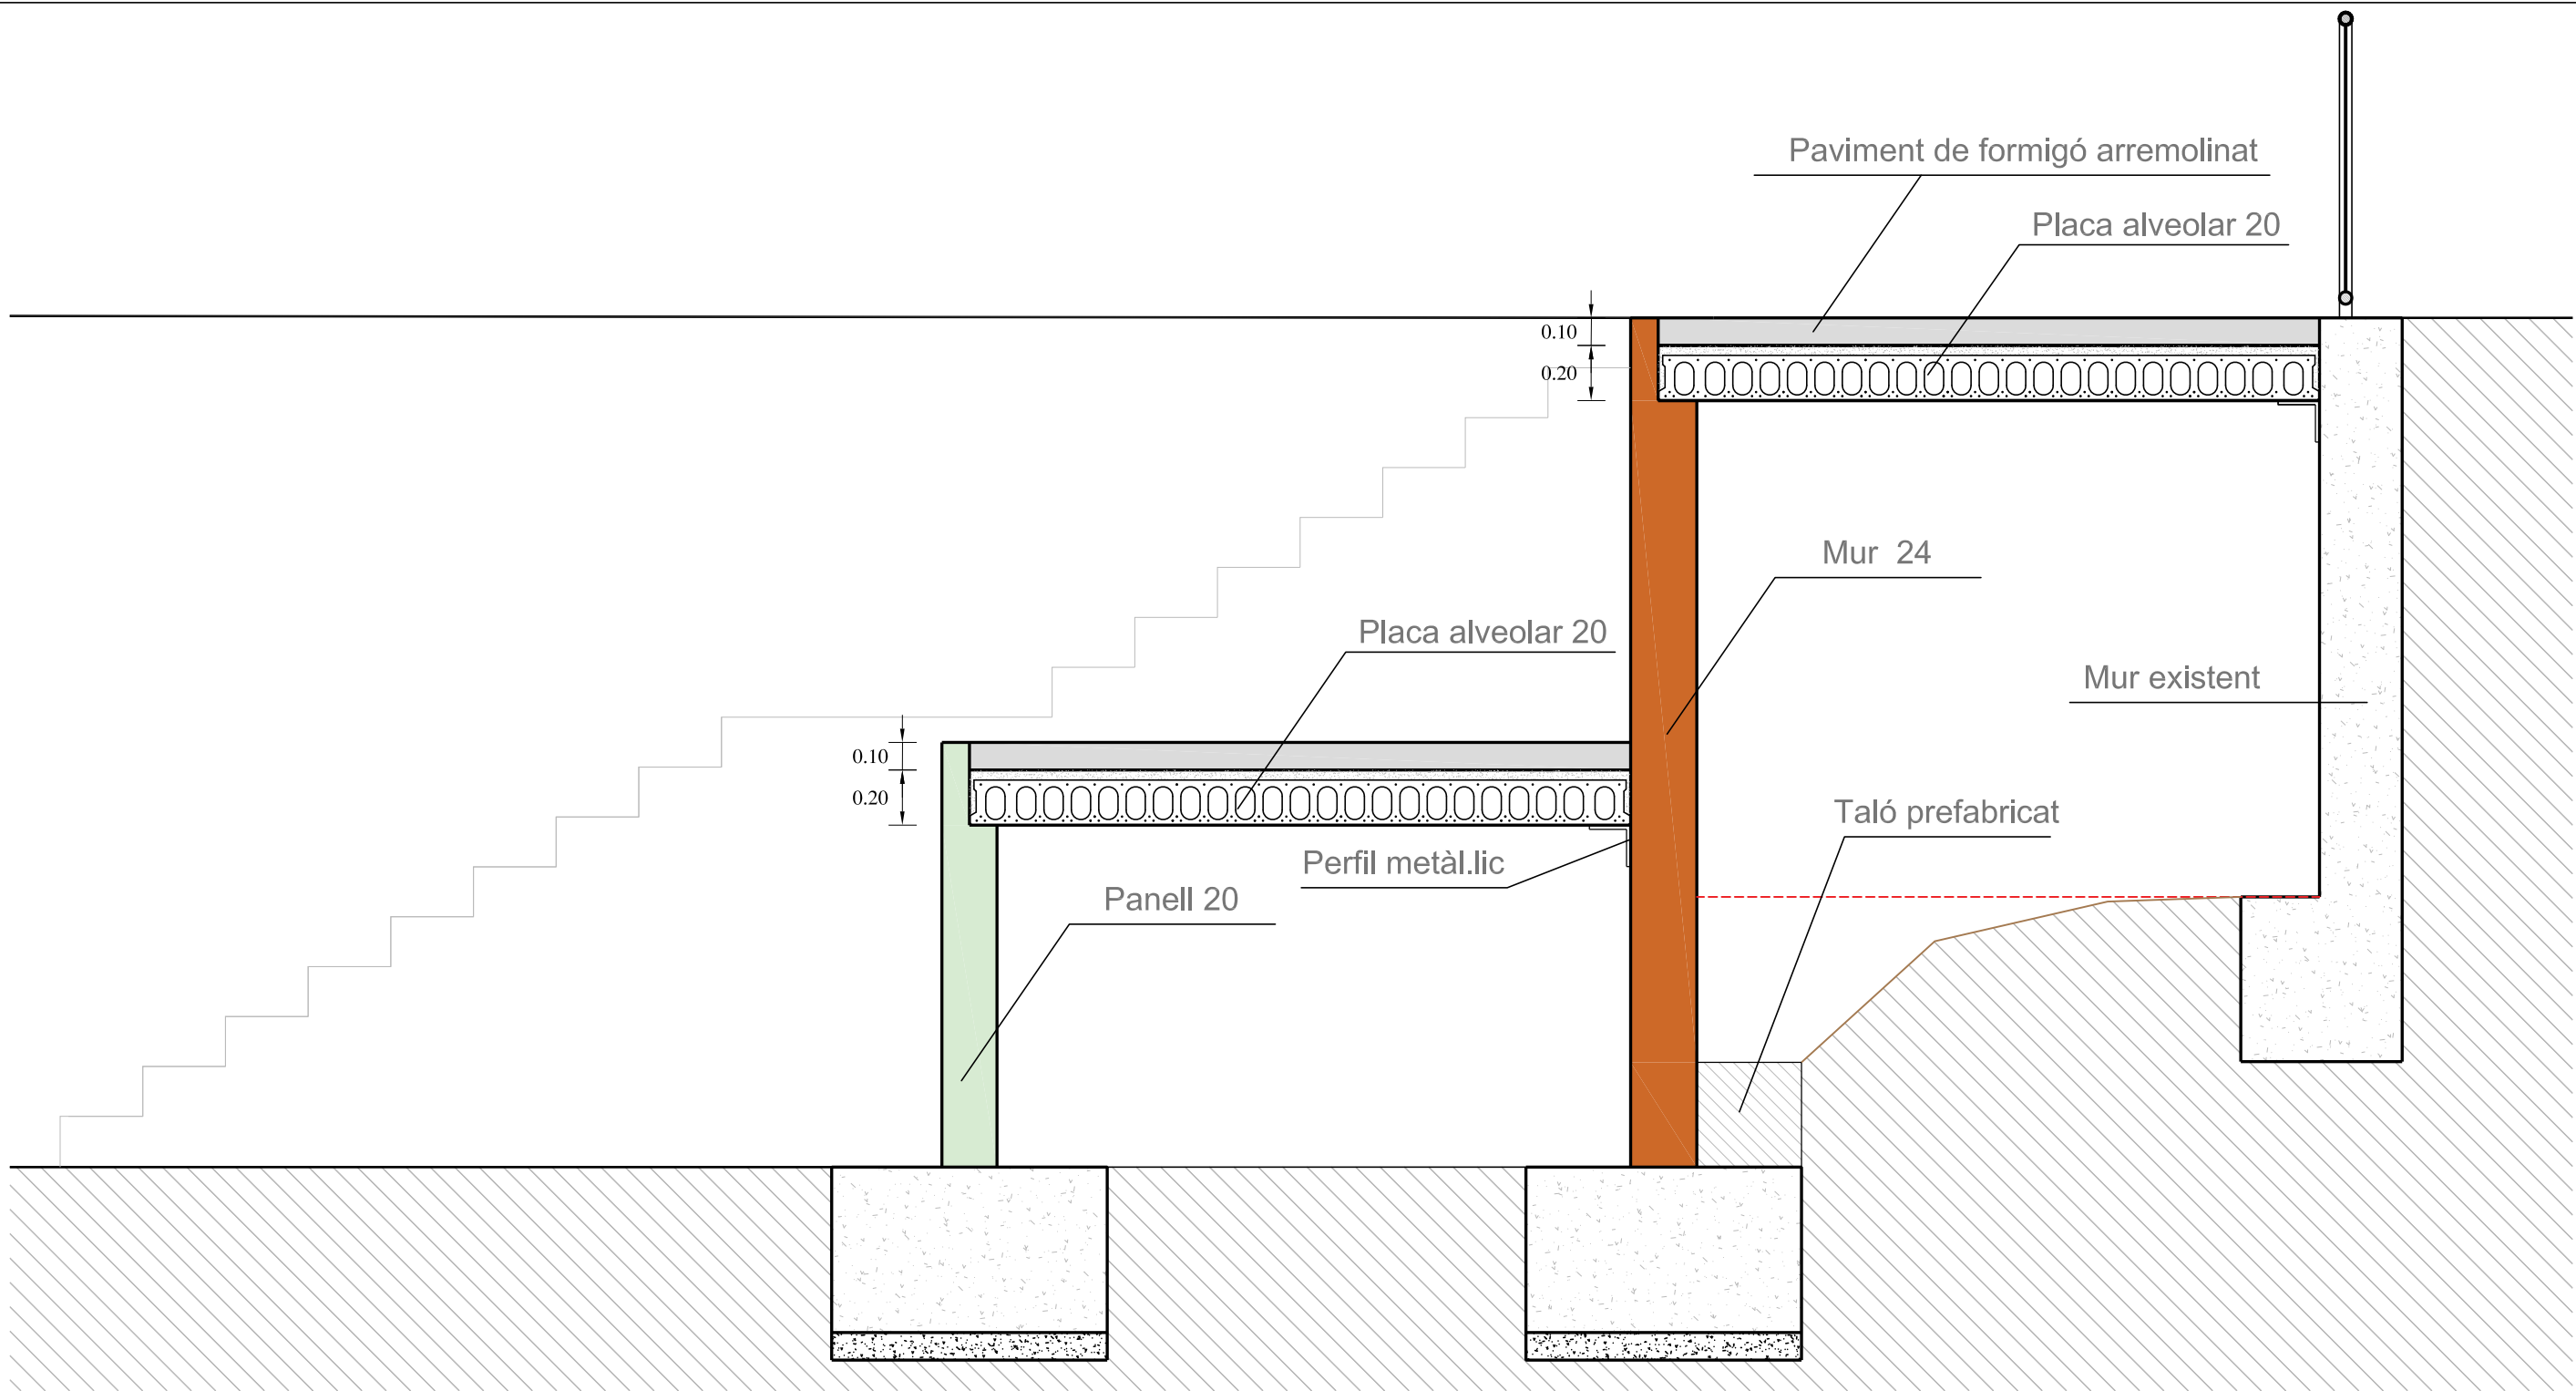 Paviment de formigó arremolinat
Placa alveolar 20
0.10
0.20
Mur 24
Placa alveolar 20
Mur existent
0.10
0.20
Taló prefabricat
Perfil metàl.lic
Panell 20